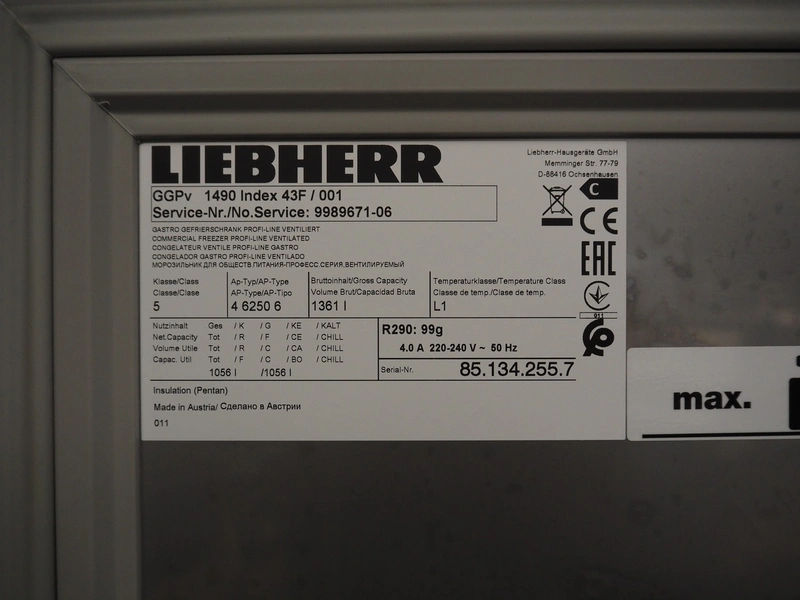 LIEBHERR
Liebherr-Hausgeräte GmbH
Memminger Str. 77-79
D-88416 Ochsenhausen
GGPv 1490 Index 43F / 001
Service-Nr./No.Service: 9989671-06
C
CE
EAC
011
GASTRO GEFRIERSCHRANK PROFI-LINE VENTILIERT
COMMERCIAL FREEZER PROFI-LINE VENTILATED
CONGELATEUR VENTILE PROFI-LINE GASTRO
CONGELADOR GASTRO PROFI-LINE VENTILADO
МОРОЗИЛЬНИК ДЛЯ ОБЩЕСТВ.ПИТАНИЯ-ПРОФЕСС.СЕРИЯ.ВЕНТИЛИРУЕМЫЙ
Klasse/Class Ap-Typ/AP-Type Bruttoinhalt/Gross Capacity Temperaturklasse/Temperature Class
Classe/Clase AP-Type/AP-Tipo Volume Brut/Capacidad Bruta Classe de temp./Clase de temp.
5 4 6250 6 1361 l L1
Nutzinhalt Ges / K / G / KE / KALT
Net.Capacity Tot / R / F / CE / CHILL
Volume Utile Tot / R / C / CA / CHILL
Capac. Util Tot / F / C / BO / CHILL
1056 l /1056 l
R290: 99g
4.0 A 220-240 V ~ 50 Hz
Serial-Nr. 85.134.255.7
Insulation (Pentan)
Made in Austria/ Сделано в Австрии
011
max.